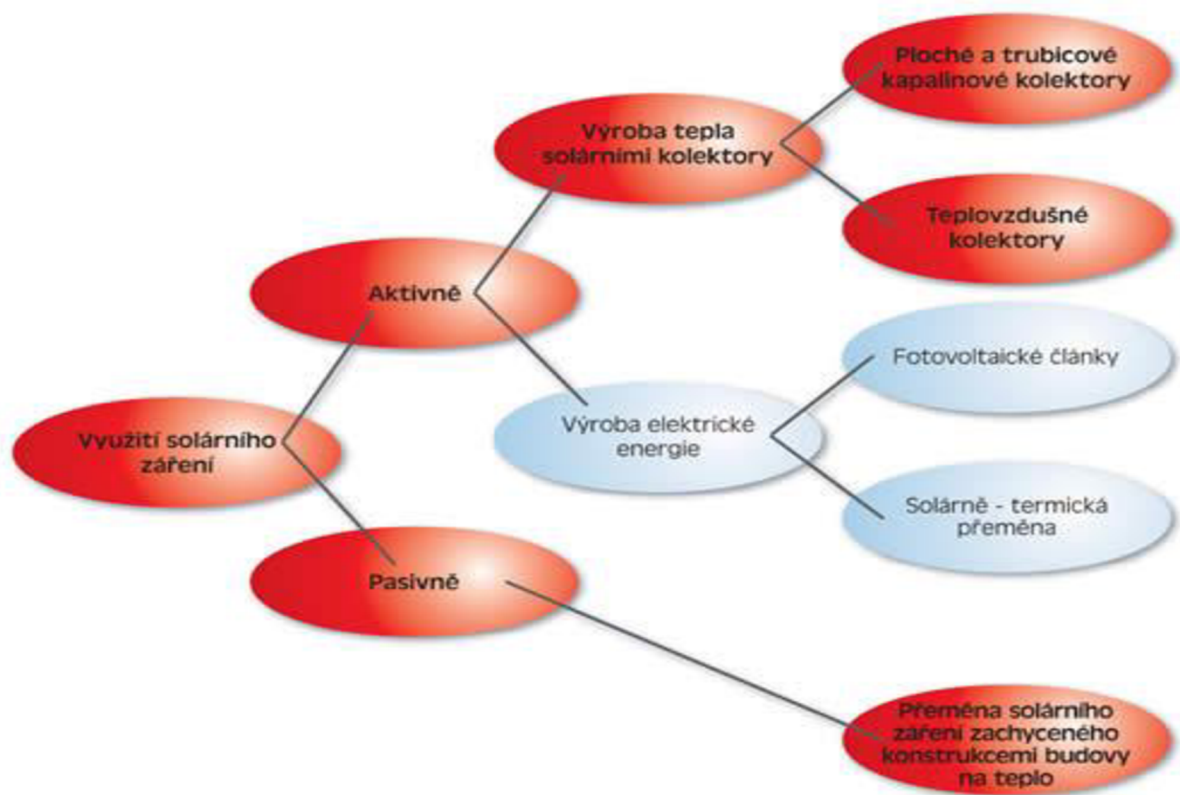 Ploché a trubicové
kapalinové kolektory
Výroba tepla
solárními kolektory
Teplovzdušné
kolektory
Aktivně
Fotovoltaické články
Výroba elektrické
energie
Využití solárního
záření
Solárně - termická
přeměna
Pasivně
Přeměna solárního
záření zachyceného
konstrukcemi budovy
na teplo